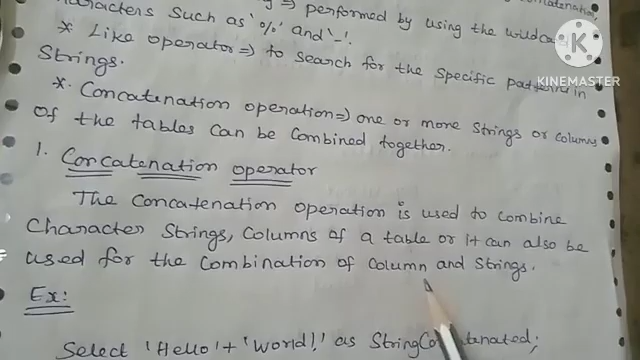 => performed by using the wildcard
characters such as '%' and '_'.
* Like operator => to search for the specific pattern in
Strings.
*. Concatenation operation => one or more strings or columns
of the tables can be combined together.
1. Concatenation operator
The concatenation operation is used to combine
Character Strings, columns of a table or it can also be
used for the combination of column and strings.
Ex:
Select 'Hello' + 'World!' as
KINEMASTER